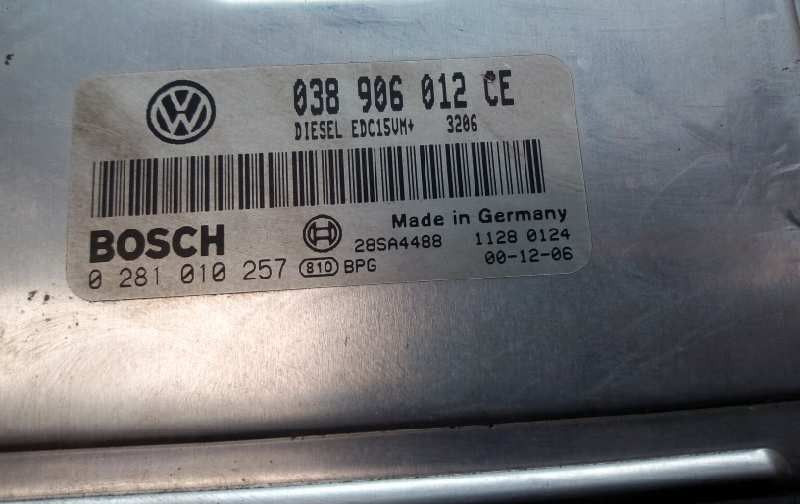 038 906 012 CE
DIESEL EDC15VM+ 3206
BOSCH
Made in Germany
28SA4488 1128 0124
0 281 010 257 810 BPG 00-12-06